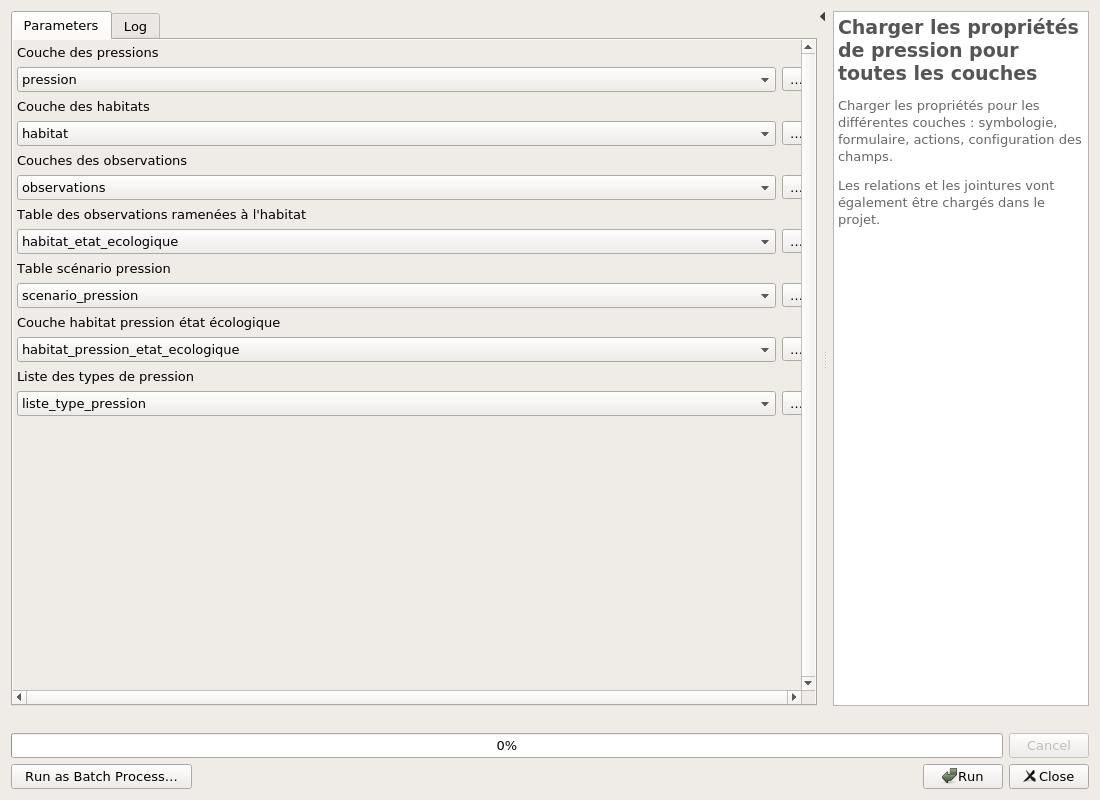 Parameters
Log
Couche des pressions
pression
...
Couche des habitats
habitat
...
Couches des observations
observations
...
Table des observations ramenées à l'habitat
habitat_etat_ecologique
...
Table scénario pression
scenario_pression
...
Couche habitat pression état écologique
habitat_pression_etat_ecologique
...
Liste des types de pression
liste_type_pression
...
Charger les propriétés
de pression pour
toutes les couches
Charger les propriétés pour les
différentes couches : symbologie,
formulaire, actions, configuration des
champs.
Les relations et les jointures vont
également être chargés dans le
projet.
0%
Cancel
Run as Batch Process...
Run
Close